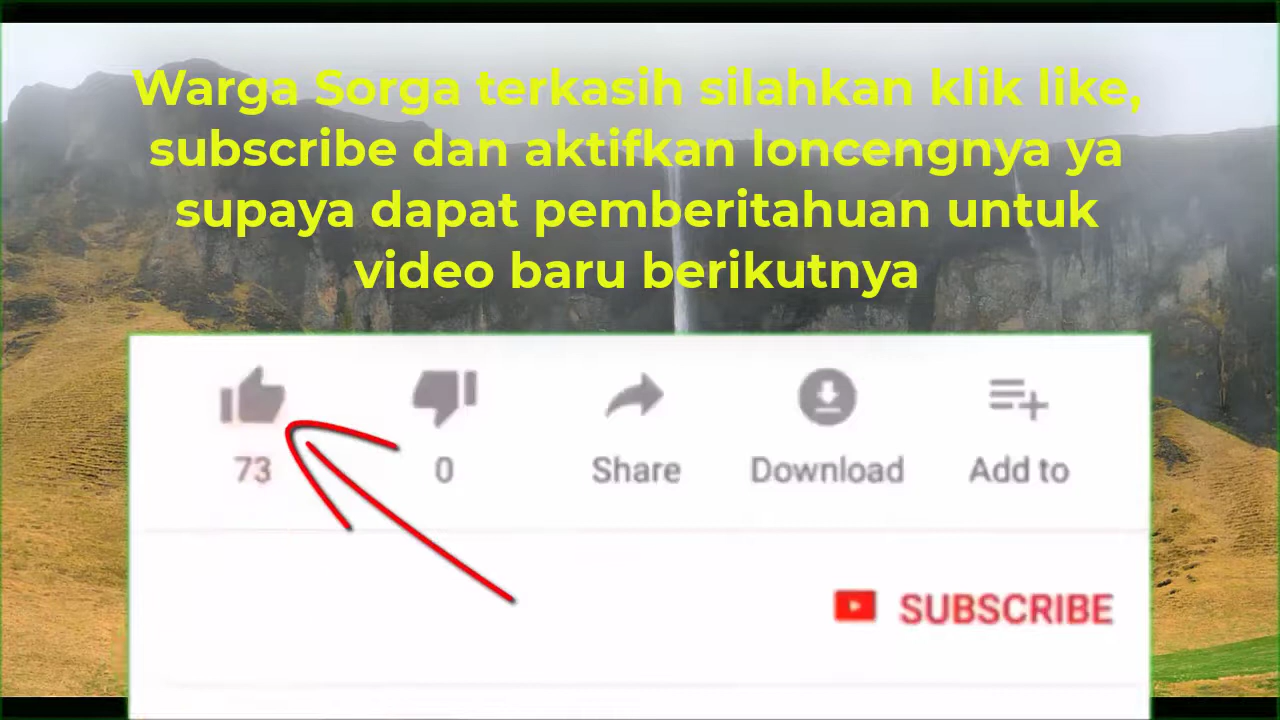 Warga Sorga terkasih silahkan klik like,
subscribe dan aktifkan loncengnya ya
supaya dapat pemberitahuan untuk
video baru berikutnya
73 0 Share Download Add to
SUBSCRIBE